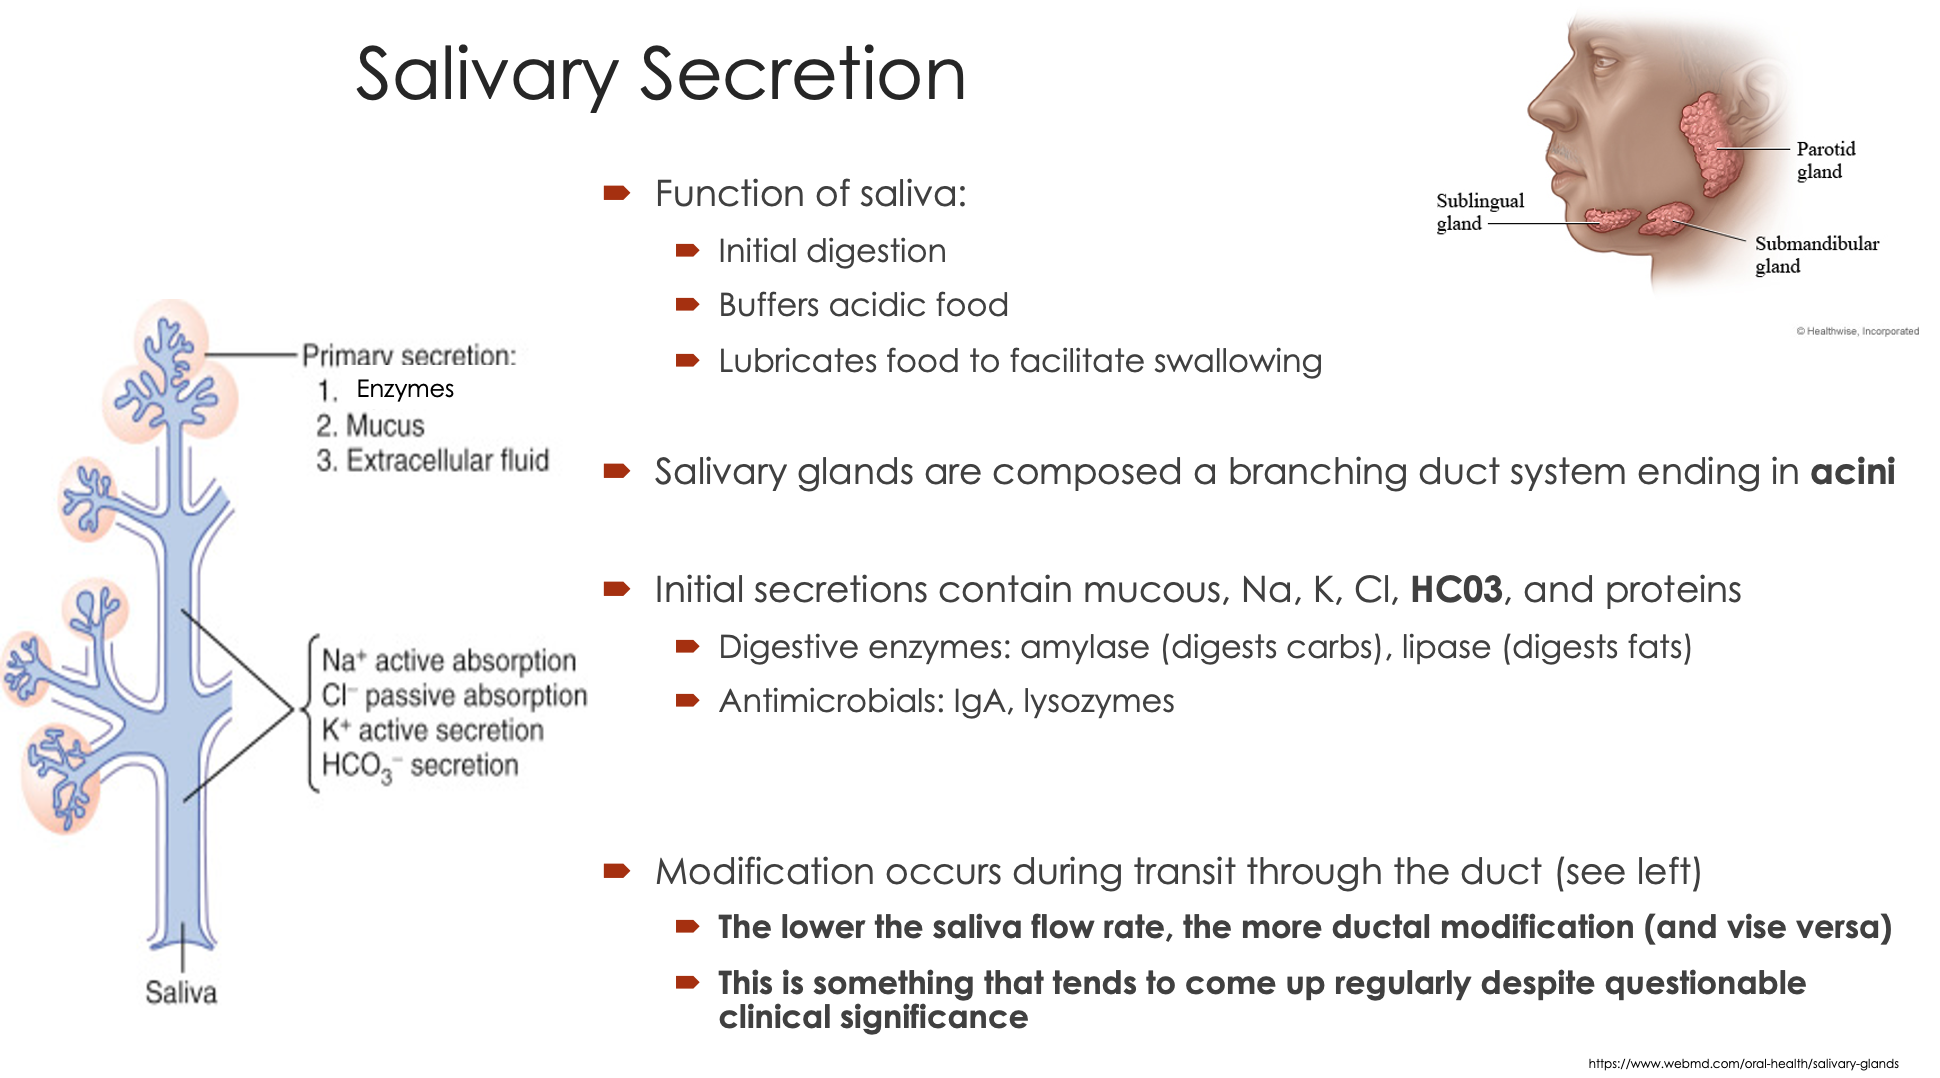 Salivary Secretion
Function of saliva:
Initial digestion
Buffers acidic food
Lubricates food to facilitate swallowing
Salivary glands are composed a branching duct system ending in acini
Initial secretions contain mucous, Na, K, Cl, HC03, and proteins
Digestive enzymes: amylase (digests carbs), lipase (digests fats)
Antimicrobials: IgA, lysozymes
Modification occurs during transit through the duct (see left)
The lower the saliva flow rate, the more ductal modification (and vise versa)
This is something that tends to come up regularly despite questionable
clinical significance
Primary secretion:
1. Enzymes
2. Mucus
3. Extracellular fluid
Na⁺ active absorption
Cl⁻ passive absorption
K⁺ active secretion
HCO₃⁻ secretion
Saliva
Parotid
gland
Sublingual
gland
Submandibular
gland
© Healthwise, Incorporated
https://www.webmd.com/oral-health/salivary-glands